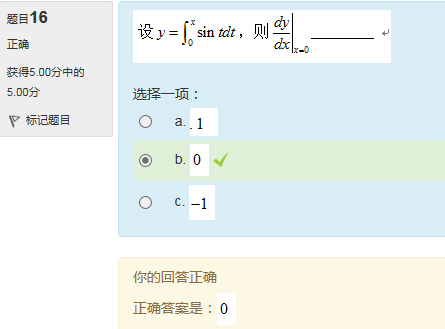 题目16
正确
获得5.00分中的
5.00分
标记题目
设 y = ∫₀ˣ sin tdt，则 dy/dx|ₓ₌₀ ________ ↵
选择一项：
a. . 1
b. 0
c. −1
你的回答正确
正确答案是：0